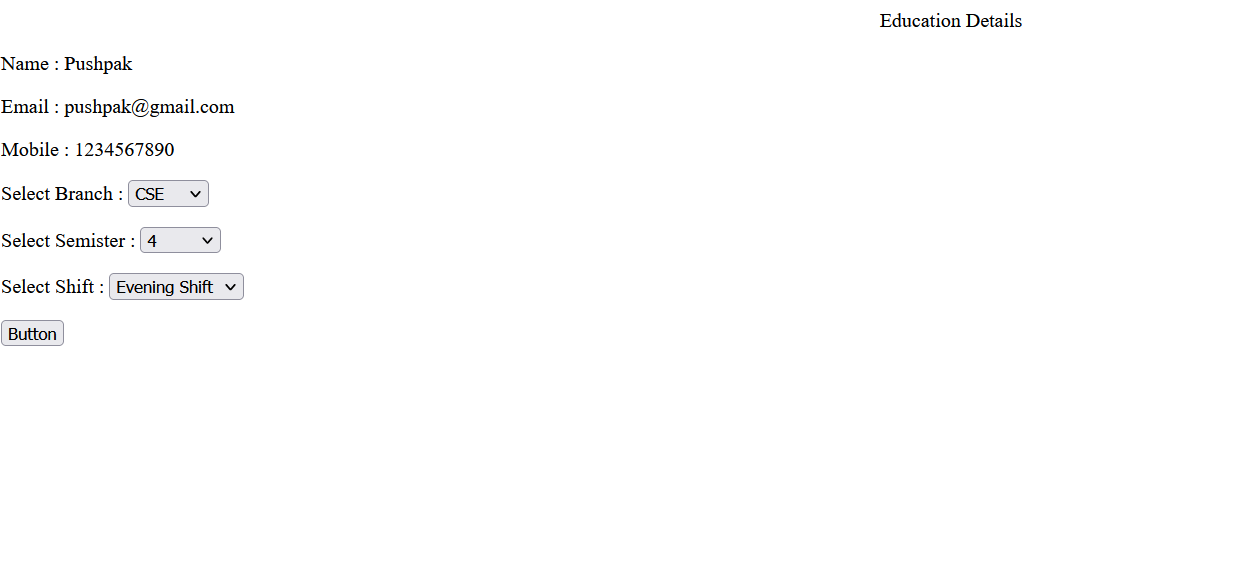 Education Details
Name : Pushpak
Email : pushpak@gmail.com
Mobile : 1234567890
Select Branch : CSE
Select Semister : 4
Select Shift : Evening Shift
Button